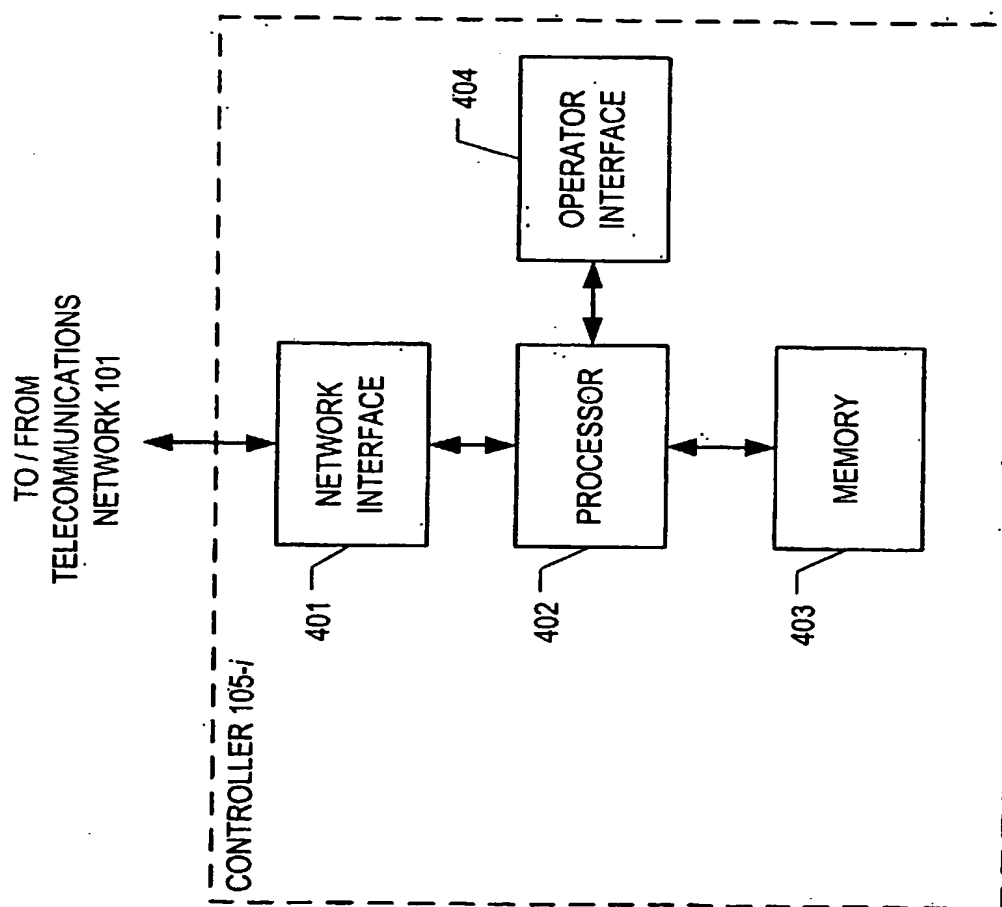 TO / FROM
TELECOMMUNICATIONS
NETWORK 101
CONTROLLER 105-i
NETWORK
INTERFACE
401
PROCESSOR
402
OPERATOR
INTERFACE
404
MEMORY
403